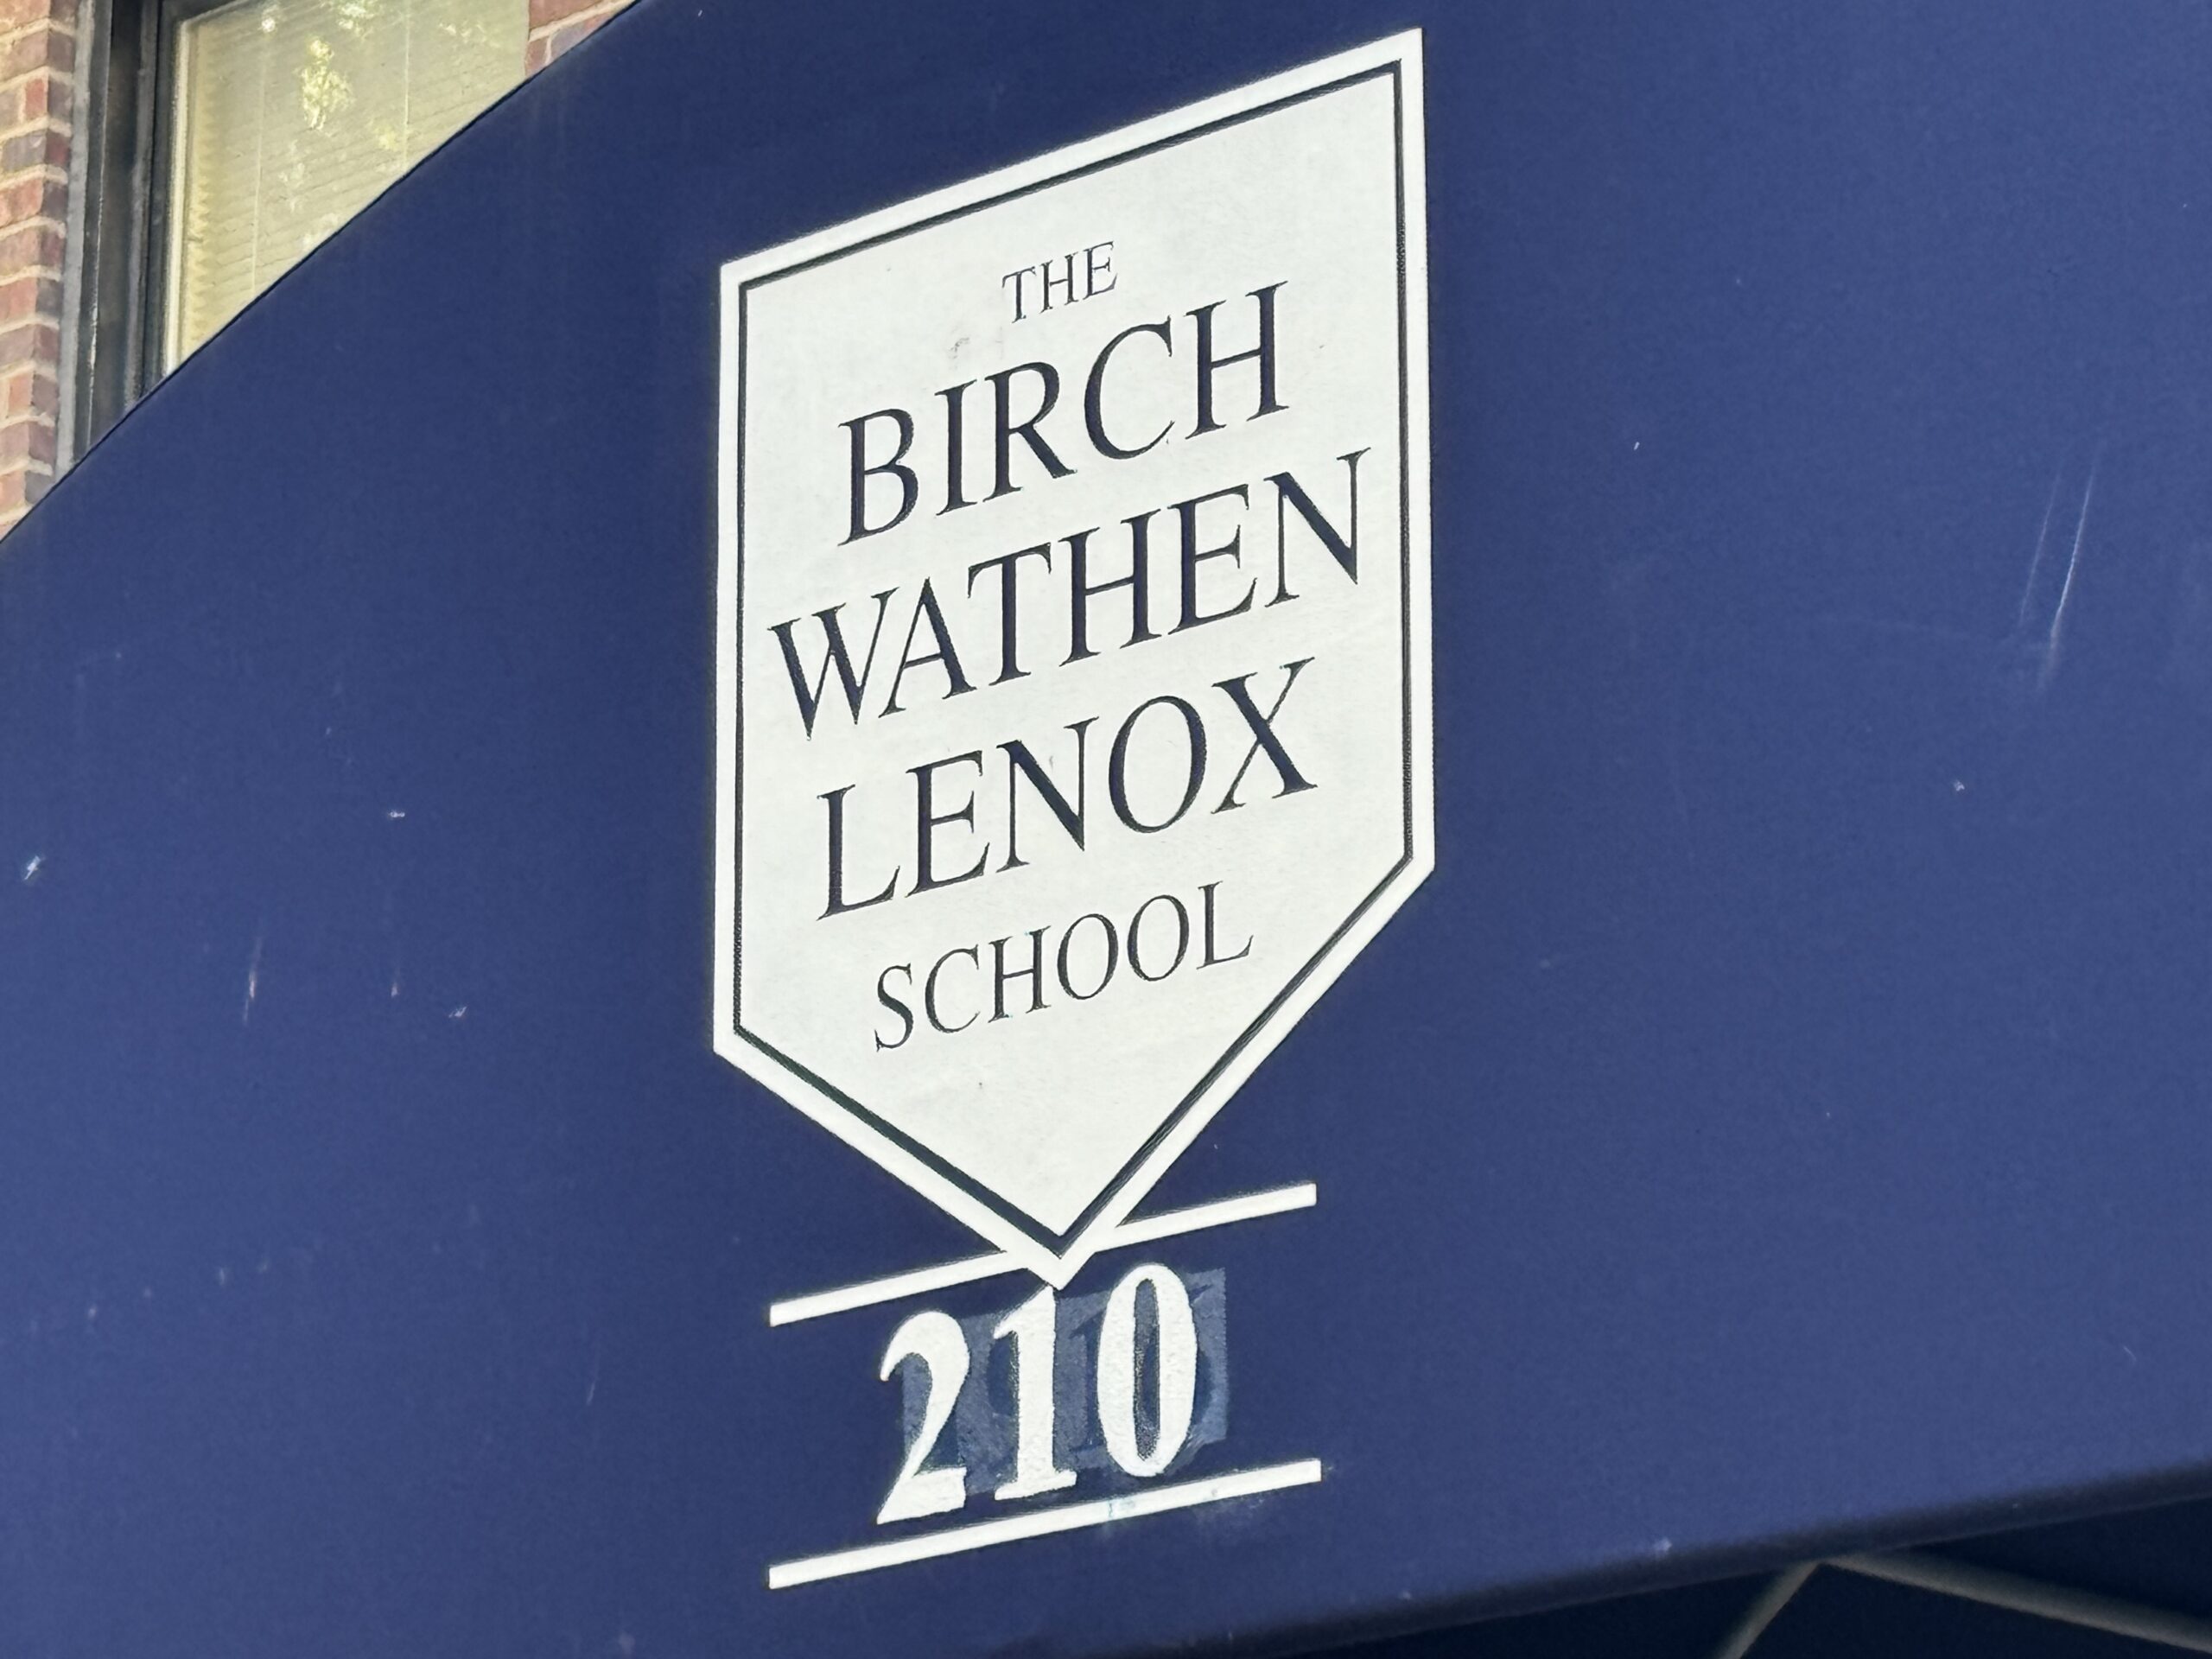 THE
BIRCH
WATHEN
LENOX
SCHOOL
210